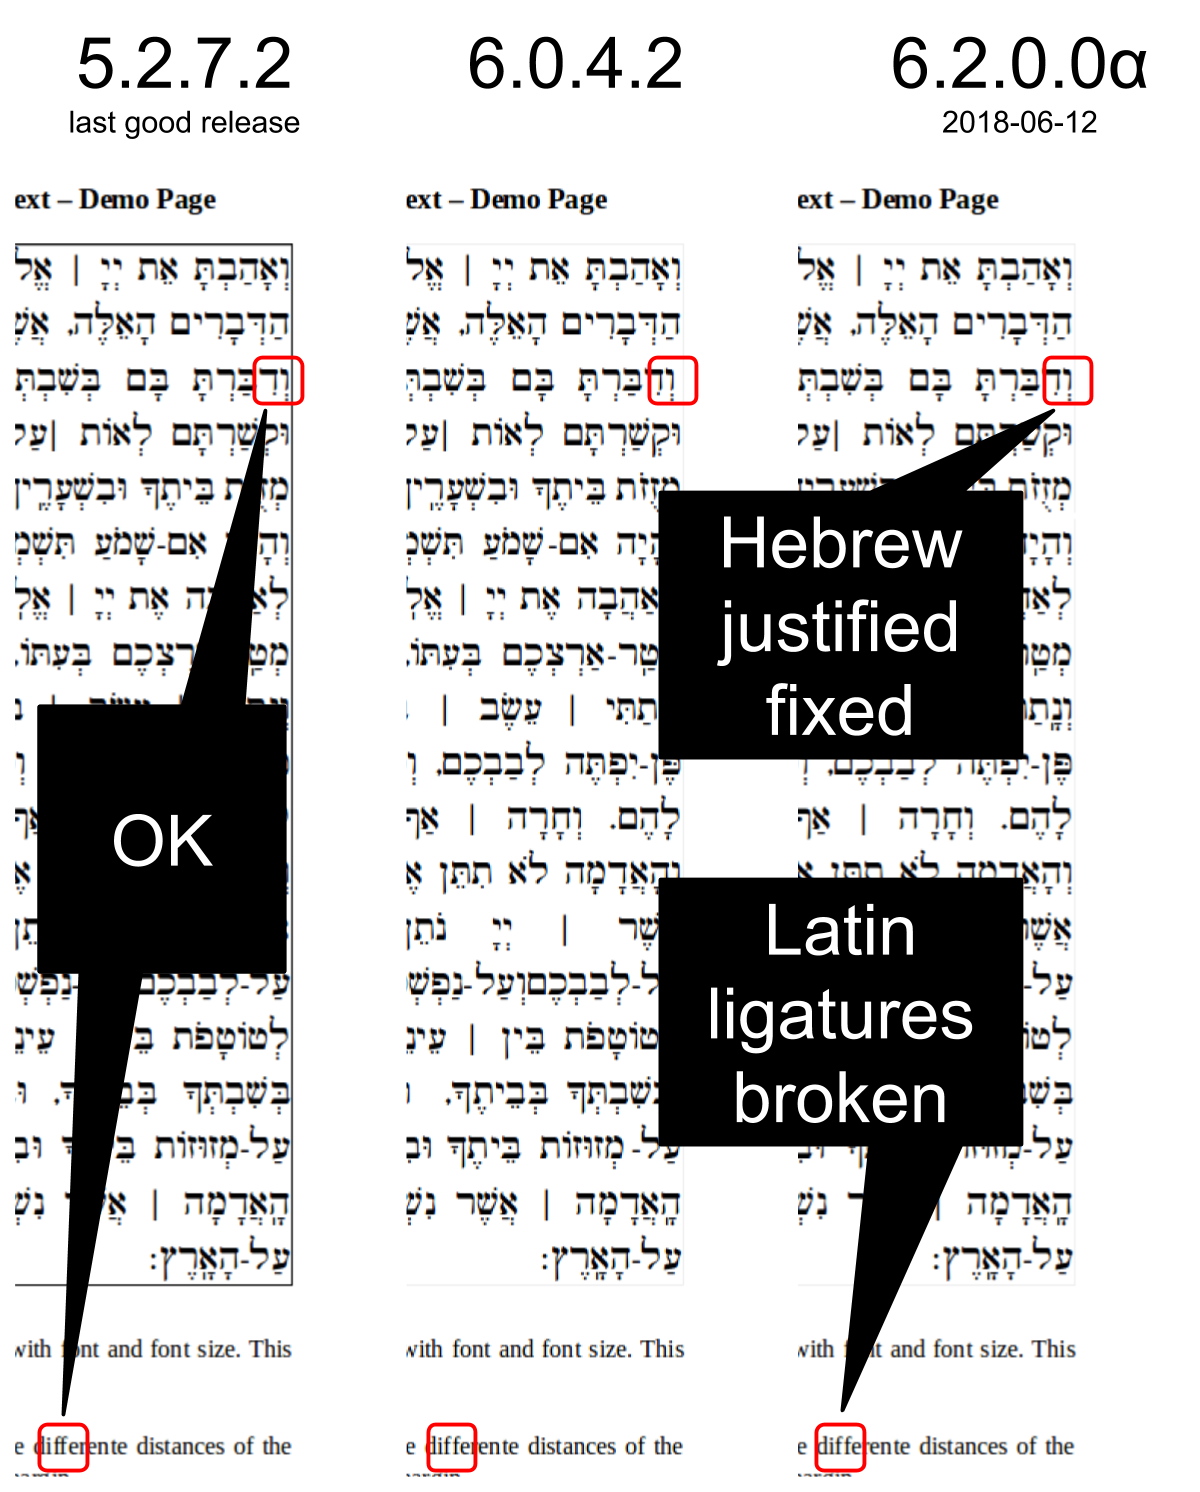 5.2.7.2
last good release
ext – Demo Page
וְאָהַבְתָּ אֵת יְיָ | אֱל
הַדְּבָרִים הָאֵלֶּה, אֲשֶׁ
וְדִבַּרְתָּ בָּם בְּשִׁבְתְּ
וּקְשַׁרְתָּם לְאוֹת |עַל
בֵּיתֶךָ וּבִשְׁעָרֶיךָ
אִם-שָׁמֹעַ תִּשְׁמְ
אֶת יְיָ | אֱלֹ
בְּעִתּוֹ,
OK
עַל-לְבַבְכֶם
לְטוֹטָפֹת עֵינֵ
בְּשִׁבְתְּךָ
עַל-מְזוּזוֹת וּבִ
הָאֲדָמָה | נִשְׁ
עַל-הָאָרֶץ:
with font and font size. This
e differente distances of the
6.0.4.2
ext – Demo Page
וְאָהַבְתָּ אֵת יְיָ | אֱל
הַדְּבָרִים הָאֵלֶּה, אֲשֶׁ
וְדִבַּרְתָּ בָּם בְּשִׁבְתְּ
וּקְשַׁרְתָּם לְאוֹת |עַל
מְזֻזוֹת בֵּיתֶךָ וּבִשְׁעָרֶיךָ
אִם-שָׁמֹעַ תִּשְׁמְ
אֶת יְיָ | אֱלֹ
אַרְצְכֶם בְּעִתּוֹ,
| עֵשֶׂב |
פֶּן-יִפְתֶּה לְבַבְכֶם, וְ
לָהֶם. וְחָרָה | אַף
וְהָאֲדָמָה לֹא תִתֵּן אֶ
| יְיָ נֹתֵן
לְבַבְכֶםוְעַל-נַפְשְׁ
בֵּין | עֵינֵ
בְּבֵיתֶךָ,
עַל-מְזוּזוֹת בֵּיתֶךָ וּבִ
הָאֲדָמָה | אֲשֶׁר נִשְׁ
עַל-הָאָרֶץ:
with font and font size. This
e differente distances of the
6.2.0.0α
2018-06-12
ext – Demo Page
וְאָהַבְתָּ אֵת יְיָ | אֱל
הַדְּבָרִים הָאֵלֶּה, אֲשֶׁ
וְדִבַּרְתָּ בָּם בְּשִׁבְתְּ
לְאוֹת |עַל
מְזֻזוֹת
Hebrew
justified
fixed
פֶּן-יִפְתֶּה לְבַבְכֶם, וְ
לָהֶם. וְחָרָה | אַף
וְהָאֲדָמָה לֹא תִתֵּן אֶ
Latin
ligatures
broken
הָאֲדָמָה | נִשְׁ
עַל-הָאָרֶץ:
with font and font size. This
e differente distances of the